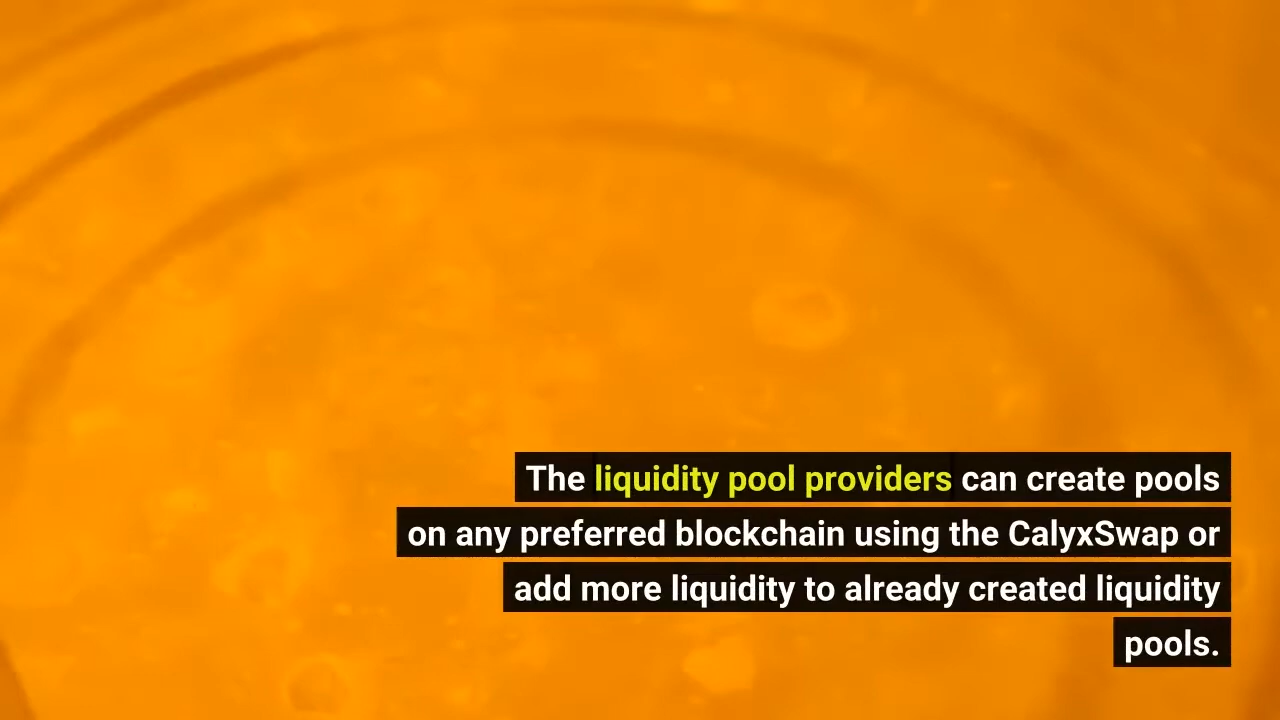 The liquidity pool providers can create pools
on any preferred blockchain using the CalyxSwap or
add more liquidity to already created liquidity
pools.